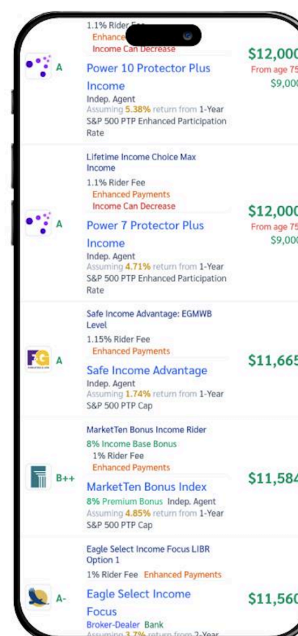 1.1% Rider Fee
Enhance
Income Can Decrease
A
Power 10 Protector Plus
Income
Indep. Agent
Assuming 5.38% return from 1-Year
S&P 500 PTP Enhanced Participation
Rate
$12,000
From age 75
$9,000
Lifetime Income Choice Max
Income
1.1% Rider Fee
Enhanced Payments
Income Can Decrease
A
Power 7 Protector Plus
Income
Indep. Agent
Assuming 4.71% return from 1-Year
S&P 500 PTP Enhanced Participation
Rate
$12,000
From age 75
$9,000
Safe Income Advantage: EGMWB
Level
1.15% Rider Fee
Enhanced Payments
F&G
A
Safe Income Advantage
Indep. Agent
Assuming 1.74% return from 1-Year
S&P 500 PTP Cap
$11,665
MarketTen Bonus Income Rider
8% Income Base Bonus
1% Rider Fee
Enhanced Payments
B++
MarketTen Bonus Index
8% Premium Bonus Indep. Agent
Assuming 4.85% return from 1-Year
S&P 500 PTP Cap
$11,584
Eagle Select Income Focus LIBR
Option 1
1% Rider Fee Enhanced Payments
A-
Eagle Select Income
Focus
Broker-Dealer Bank
Assuming 3.7% return from 2-Year
$11,560